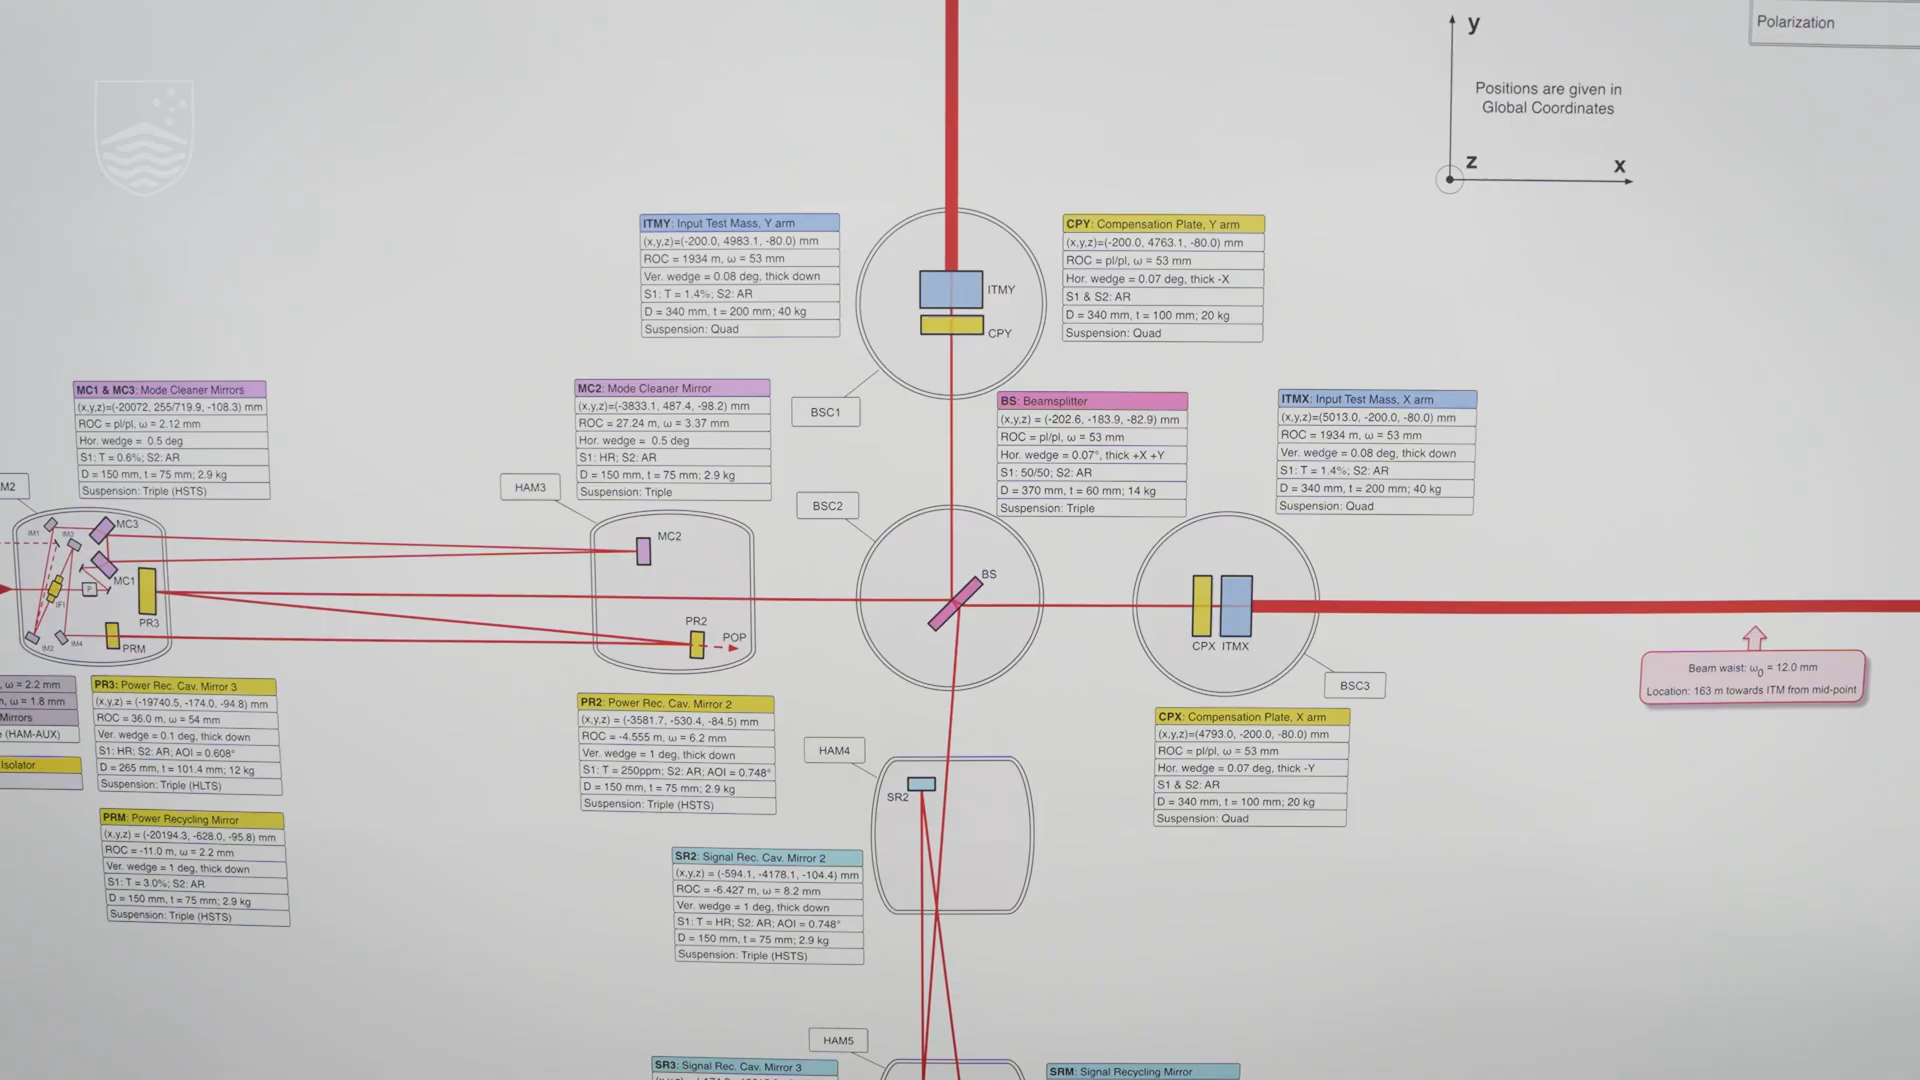 Polarization
y
Positions are given in
Global Coordinates
z
x
ITMY: Input Test Mass, Y arm
(x,y,z)=(-200.0, 4983.1, -80.0) mm
ROC = 1934 m, ω = 53 mm
Ver. wedge = 0.08 deg, thick down
S1: T = 1.4%; S2: AR
D = 340 mm, t = 200 mm; 40 kg
Suspension: Quad
CPY: Compensation Plate, Y arm
(x,y,z)=(-200.0, 4763.1, -80.0) mm
ROC = pl/pl, ω = 53 mm
Hor. wedge = 0.07 deg, thick -X
S1 & S2: AR
D = 340 mm, t = 100 mm; 20 kg
Suspension: Quad
ITMY
CPY
BSC1
MC1 & MC3: Mode Cleaner Mirrors
(x,y,z)=(-20072, 255/719.9, -108.3) mm
ROC = pl/pl, ω = 2.12 mm
Hor. wedge = 0.5 deg
S1: T = 0.6%; S2: AR
D = 150 mm, t = 75 mm; 2.9 kg
Suspension: Triple (HSTS)
MC2: Mode Cleaner Mirror
(x,y,z)=(-3833.1, 487.4, -98.2) mm
ROC = 27.24 m, ω = 3.37 mm
Hor. wedge = 0.5 deg
S1: HR; S2: AR
D = 150 mm, t = 75 mm; 2.9 kg
Suspension: Triple
BS: Beamsplitter
(x,y,z) = (-202.6, -183.9, -82.9) mm
ROC = pl/pl, ω = 53 mm
Hor. wedge = 0.07°, thick +X +Y
S1: 50/50; S2: AR
D = 370 mm, t = 60 mm; 14 kg
Suspension: Triple
ITMX: Input Test Mass, X arm
(x,y,z)=(5013.0, -200.0, -80.0) mm
ROC = 1934 m, ω = 53 mm
Ver. wedge = 0.08 deg, thick down
S1: T = 1.4%; S2: AR
D = 340 mm, t = 200 mm; 40 kg
Suspension: Quad
M2
HAM3
BSC2
IM1
IM3
MC3
MC1
IFI
P
PR3
IM2
IM4
PRM
MC2
PR2
POP
BS
CPX
ITMX
BSC3
Beam waist: ω0 = 12.0 mm
Location: 163 m towards ITM from mid-point
, ω = 2.2 mm
, ω = 1.8 mm
Mirrors
(HAM-AUX)
Isolator
PR3: Power Rec. Cav. Mirror 3
(x,y,z) = (-19740.5, -174.0, -94.8) mm
ROC = 36.0 m, ω = 54 mm
Ver. wedge = 0.1 deg, thick down
S1: HR; S2: AR; AOI = 0.608°
D = 265 mm, t = 101.4 mm; 12 kg
Suspension: Triple (HLTS)
PRM: Power Recycling Mirror
(x,y,z) = (-20194.3, -628.0, -95.8) mm
ROC = -11.0 m, ω = 2.2 mm
Ver. wedge = 1 deg, thick down
S1: T = 3.0%; S2: AR
D = 150 mm, t = 75 mm; 2.9 kg
Suspension: Triple (HSTS)
PR2: Power Rec. Cav. Mirror 2
(x,y,z) = (-3581.7, -530.4, -84.5) mm
ROC = -4.555 m, ω = 6.2 mm
Ver. wedge = 1 deg, thick down
S1: T = 250ppm; S2: AR; AOI = 0.748°
D = 150 mm, t = 75 mm; 2.9 kg
Suspension: Triple (HSTS)
CPX: Compensation Plate, X arm
(x,y,z)=(4793.0, -200.0, -80.0) mm
ROC = pl/pl, ω = 53 mm
Hor. wedge = 0.07 deg, thick -Y
S1 & S2: AR
D = 340 mm, t = 100 mm; 20 kg
Suspension: Quad
HAM4
SR2
SR2: Signal Rec. Cav. Mirror 2
(x,y,z) = (-594.1, -4178.1, -104.4) mm
ROC = -6.427 m, ω = 8.2 mm
Ver. wedge = 1 deg, thick down
S1: T = HR; S2: AR; AOI = 0.748°
D = 150 mm, t = 75 mm; 2.9 kg
Suspension: Triple (HSTS)
HAM5
SR3: Signal Rec. Cav. Mirror 3
SRM: Signal Recycling Mirror